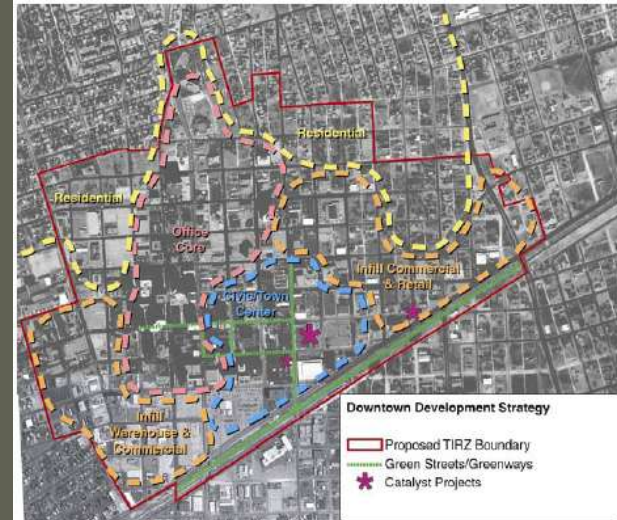 Residential
Residential
Office
Core
Infill Commercial
& Retail
Civic/Town
Center
Infill
Warehouse &
Commercial
Downtown Development Strategy
Proposed TIRZ Boundary
Green Streets/Greenways
Catalyst Projects